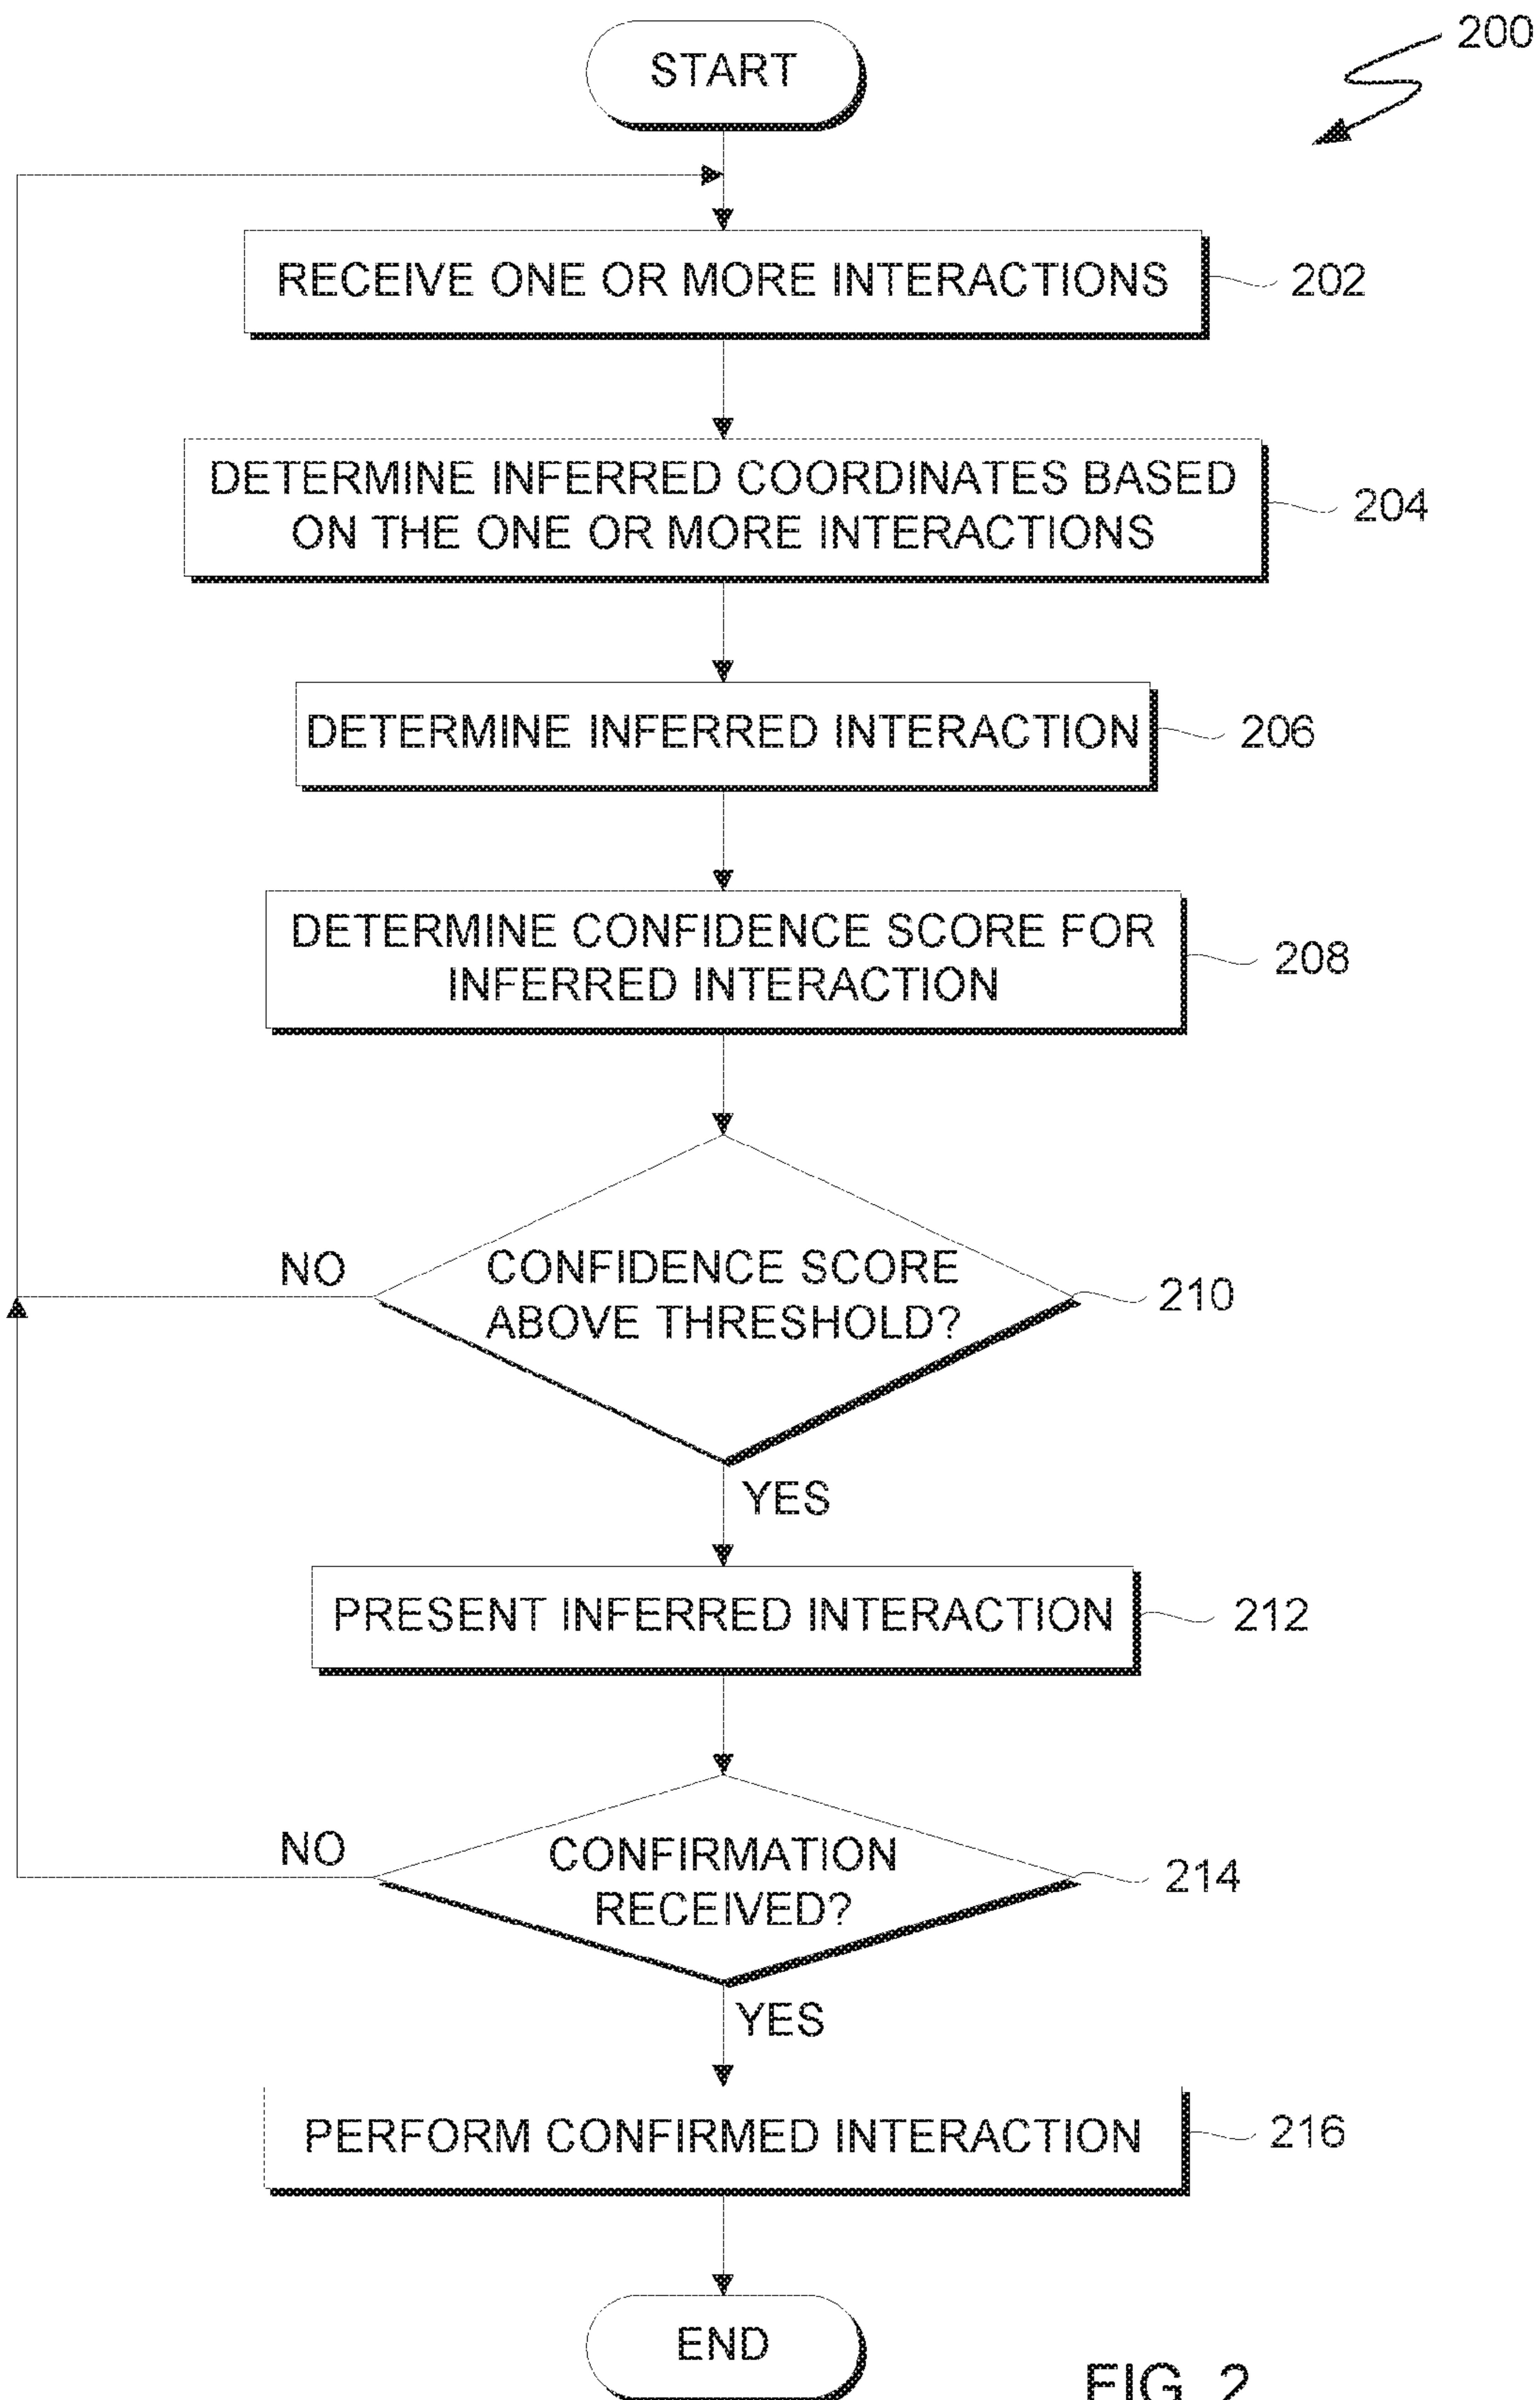 200
START
RECEIVE ONE OR MORE INTERACTIONS
202
DETERMINE INFERRED COORDINATES BASED
ON THE ONE OR MORE INTERACTIONS
204
DETERMINE INFERRED INTERACTION
206
DETERMINE CONFIDENCE SCORE FOR
INFERRED INTERACTION
208
NO
CONFIDENCE SCORE
ABOVE THRESHOLD?
210
YES
PRESENT INFERRED INTERACTION
212
NO
CONFIRMATION
RECEIVED?
214
YES
PERFORM CONFIRMED INTERACTION
216
END
FIG. 2